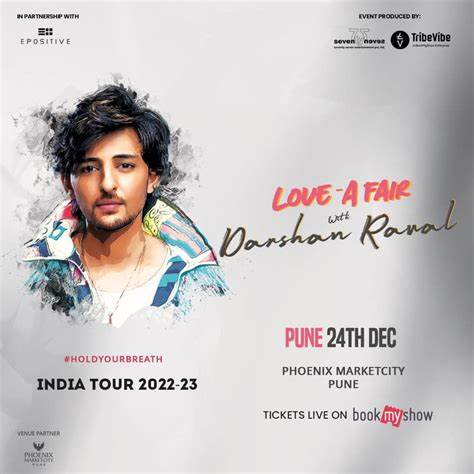 IN PARTNERSHIP WITH
EPOSITIVE
EVENT PRODUCED BY:
TribeVibe
LOVE-A FAIR
With
Darshan Raval
#HOLDYOURBREATH
INDIA TOUR 2022-23
PUNE 24TH DEC
PHOENIX MARKETCITY
PUNE
TICKETS LIVE ON bookmyshow
VENUE PARTNER
PHOENIX
MARKETCITY
PUNE